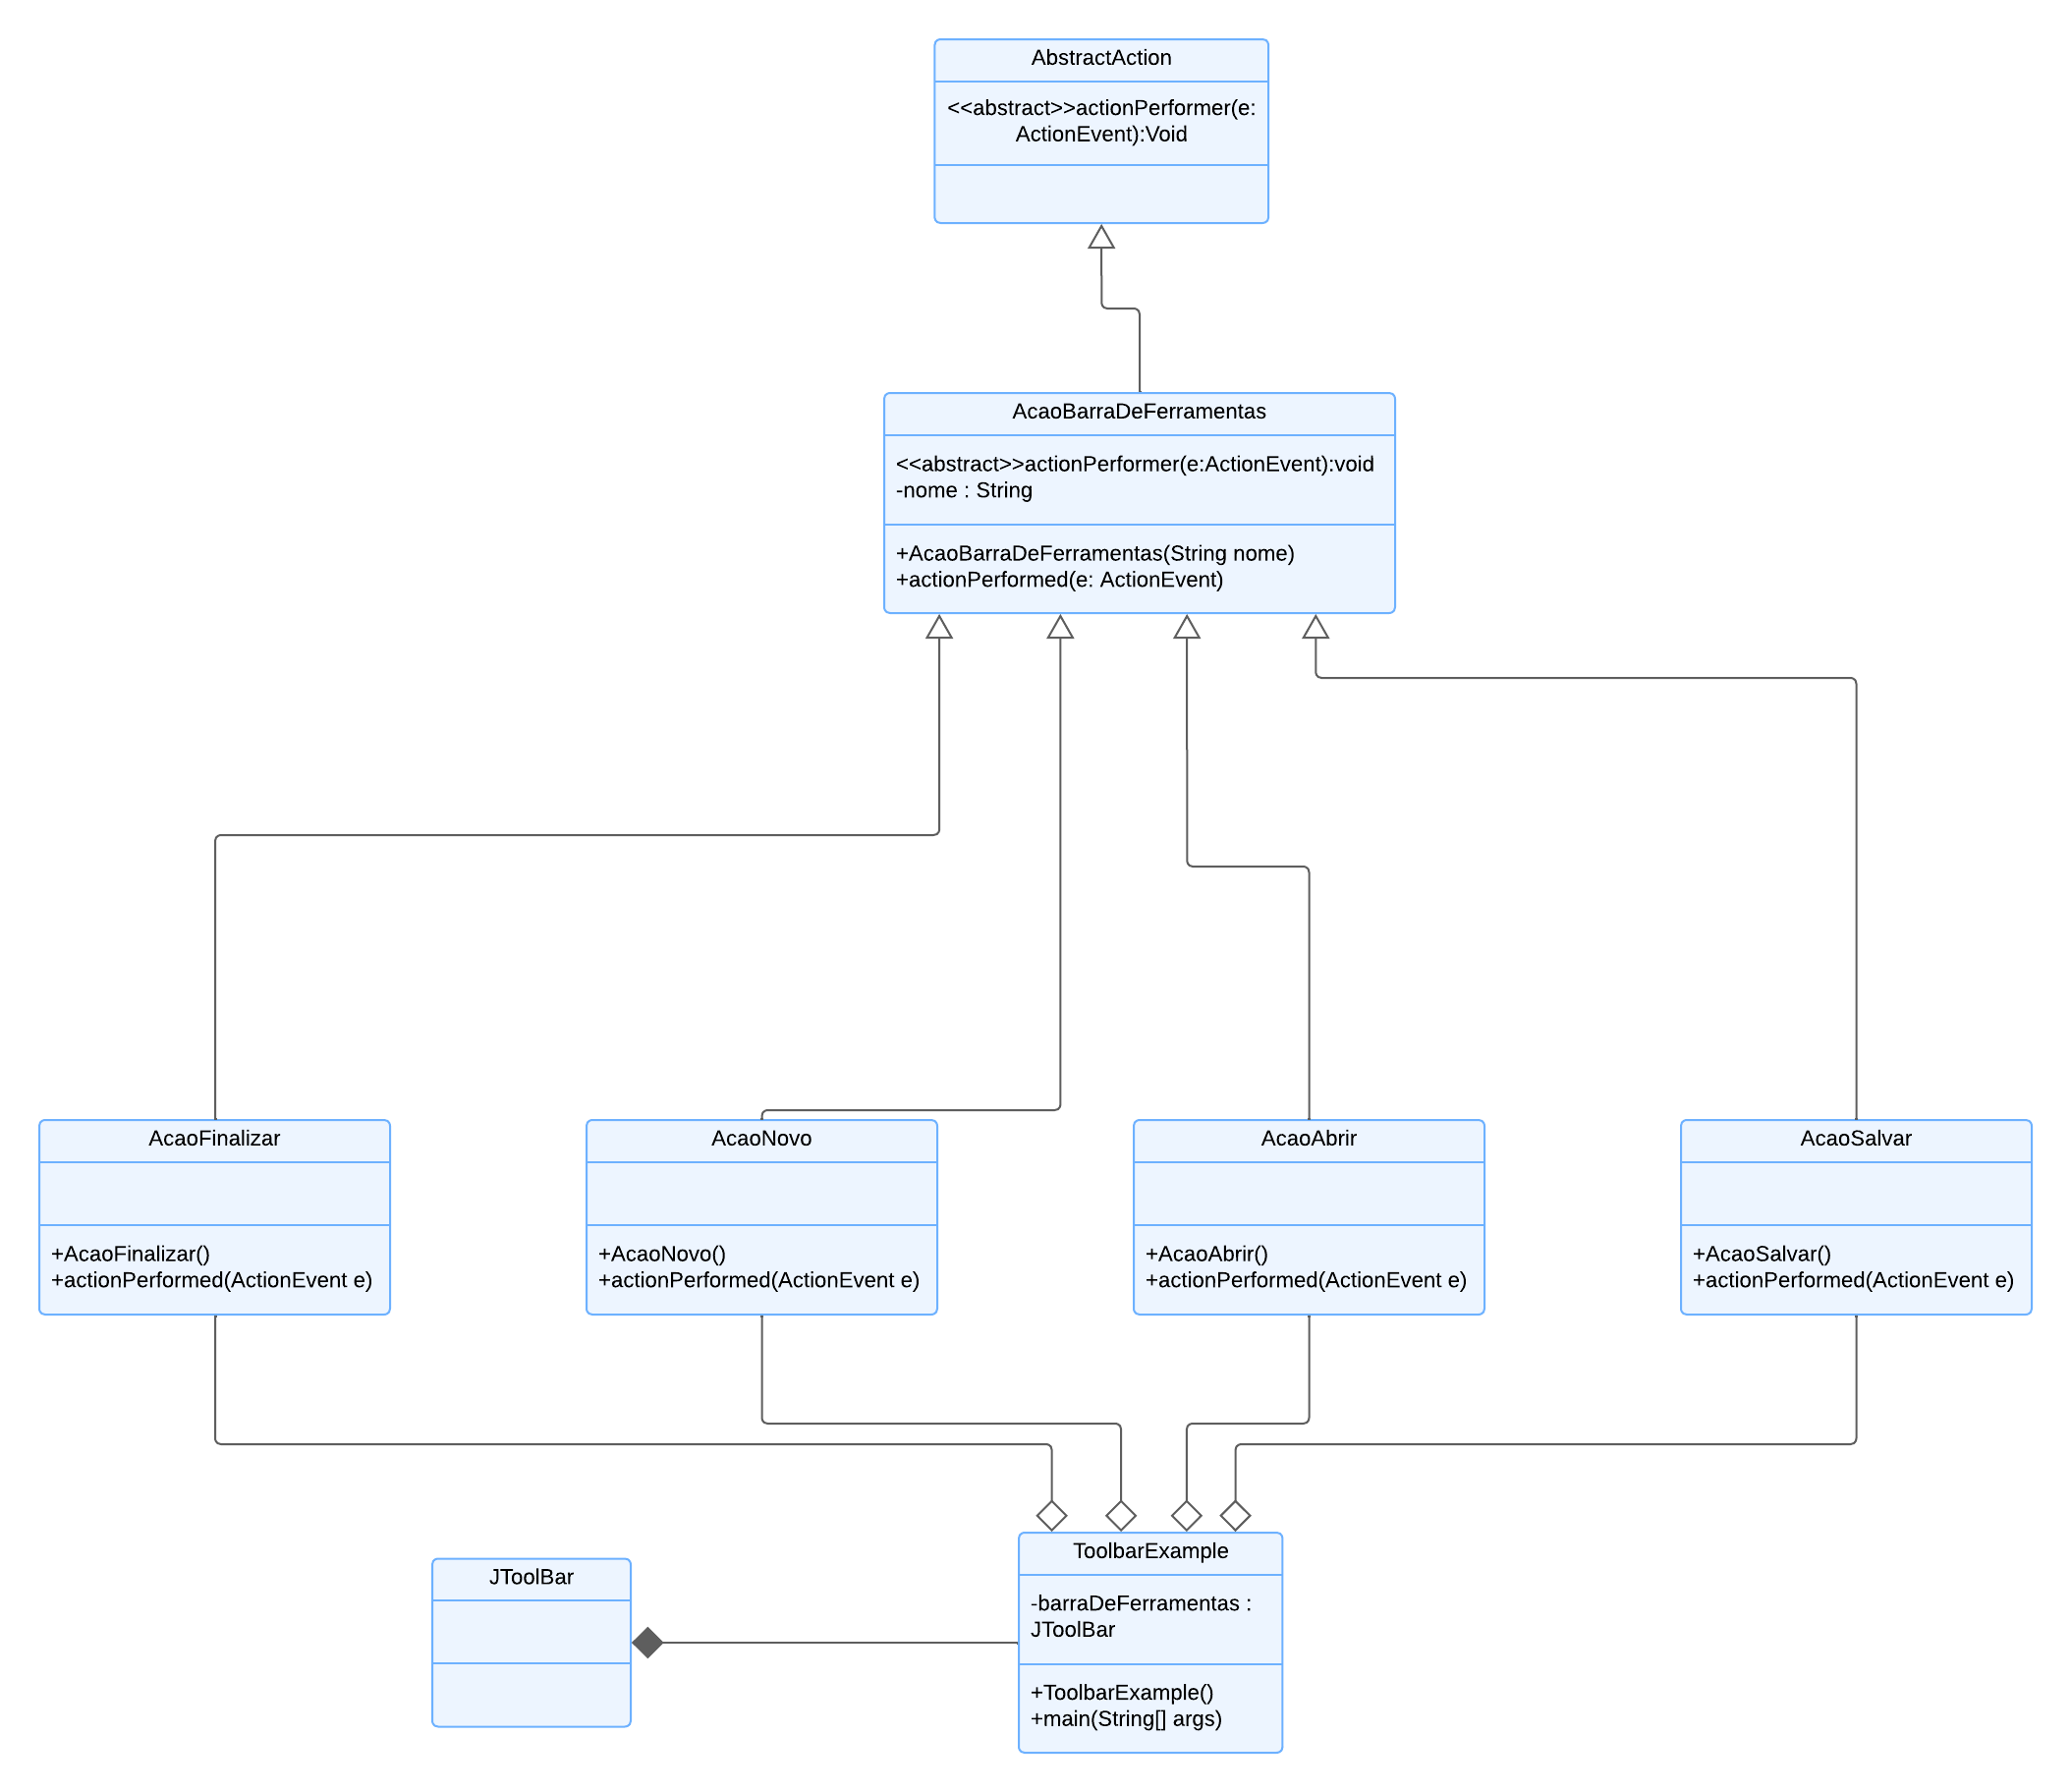 AbstractAction
<<abstract>>actionPerformer(e:
ActionEvent):Void
AcaoBarraDeFerramentas
<<abstract>>actionPerformer(e:ActionEvent):void
-nome : String
+AcaoBarraDeFerramentas(String nome)
+actionPerformed(e: ActionEvent)
AcaoFinalizar
+AcaoFinalizar()
+actionPerformed(ActionEvent e)
AcaoNovo
+AcaoNovo()
+actionPerformed(ActionEvent e)
AcaoAbrir
+AcaoAbrir()
+actionPerformed(ActionEvent e)
AcaoSalvar
+AcaoSalvar()
+actionPerformed(ActionEvent e)
JToolBar
ToolbarExample
-barraDeFerramentas :
JToolBar
+ToolbarExample()
+main(String[] args)